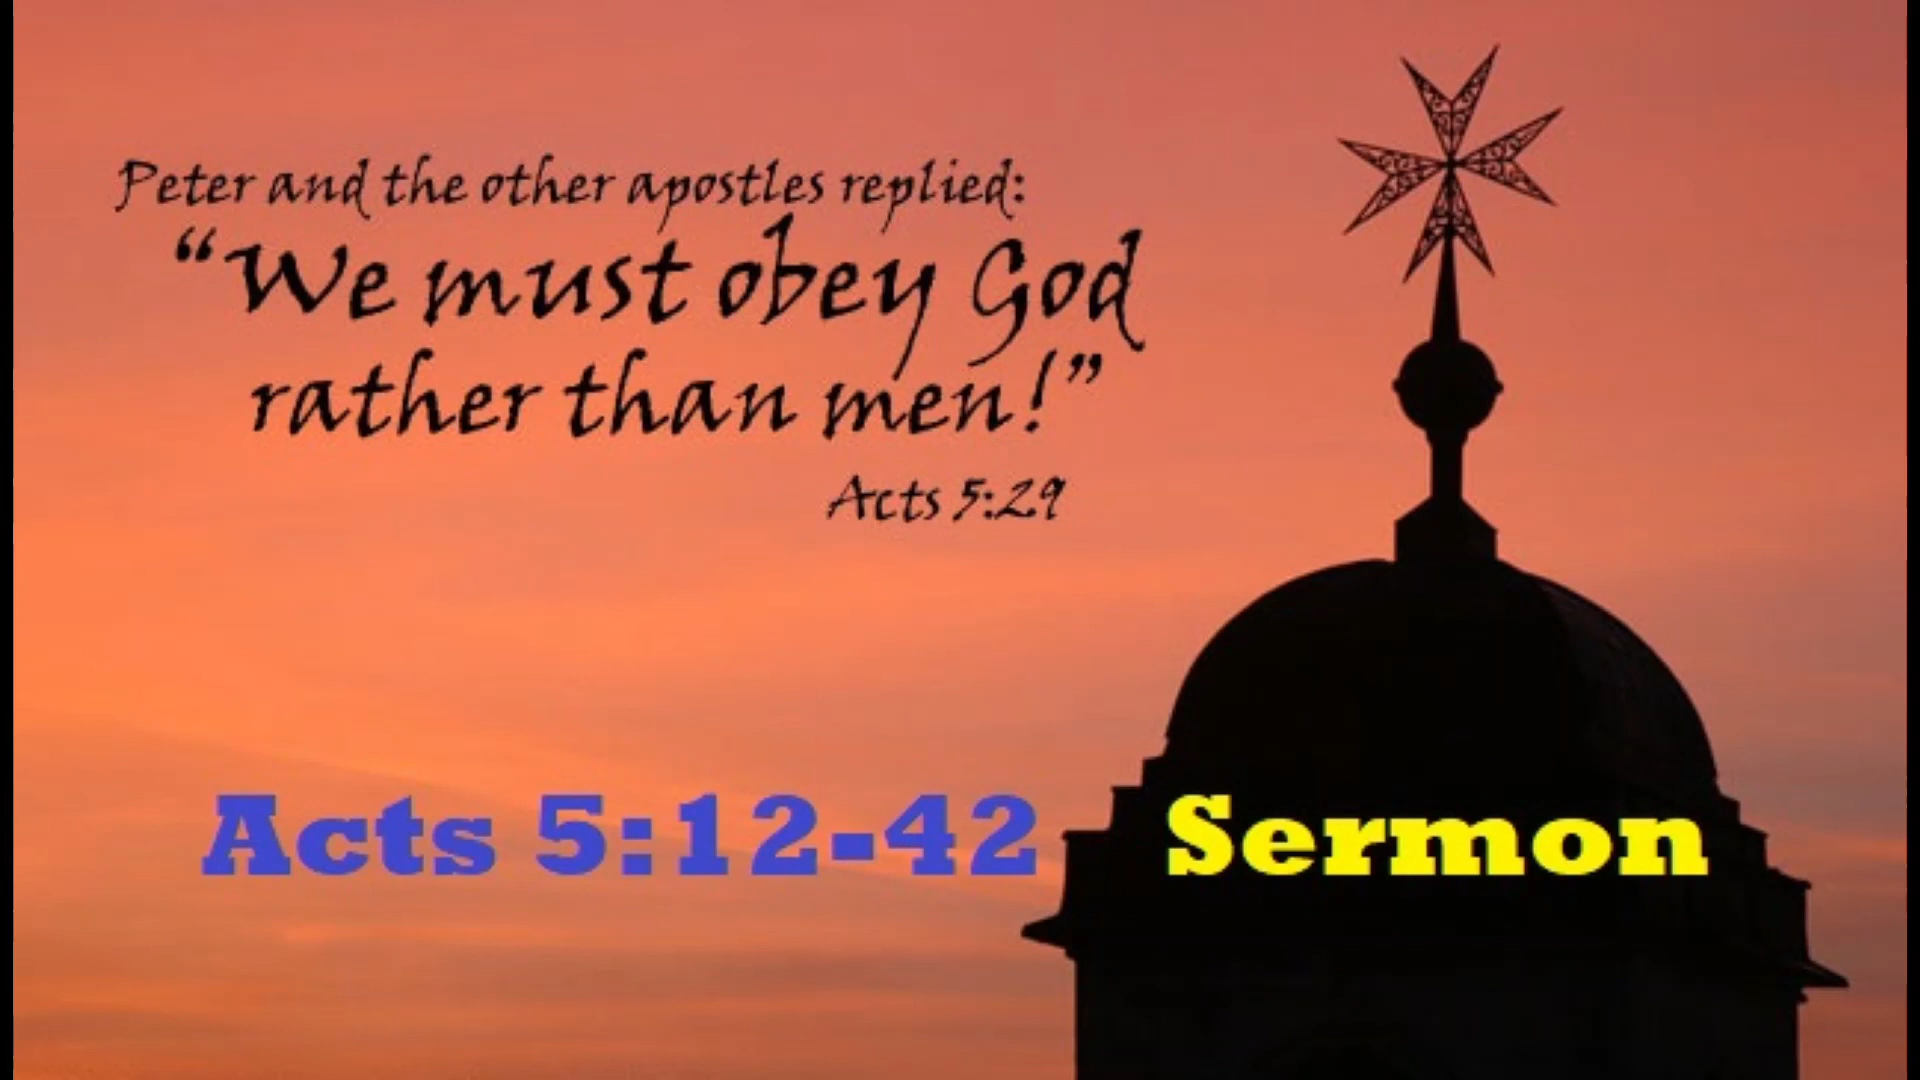 Peter and the other apostles replied:
“We must obey God
rather than men!”
Acts 5:29
Acts 5:12-42 Sermon